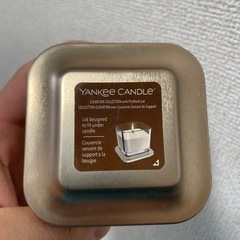 YANKEE CANDLE
ELEVATION COLLECTION with Platform Lid
COLLECTION ELEVATION avec Couvercle Servant de Support
Lid designed
to fit under
candle.
Couvercle
servant de
support à la
bougie.